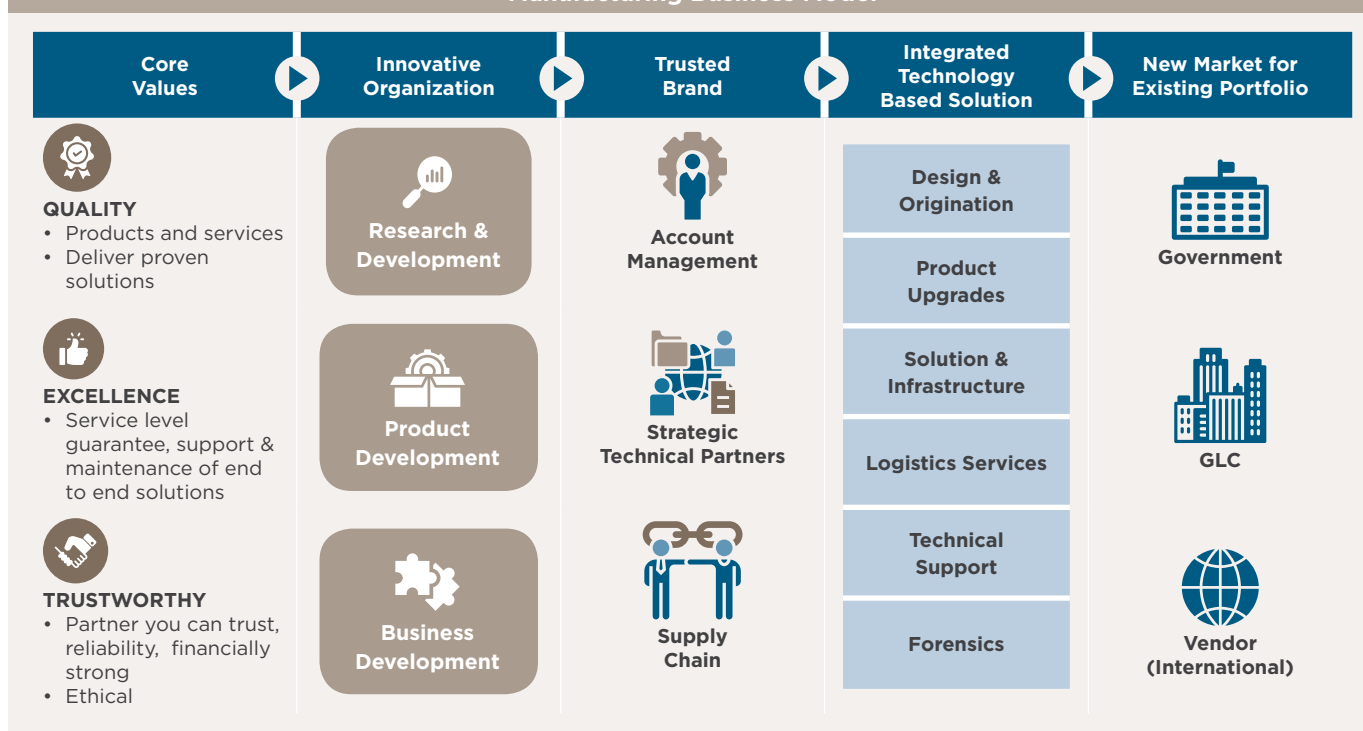 Manufacturing Business Model
Core
Values
Innovative
Organization
Trusted
Brand
Integrated
Technology
Based Solution
New Market for
Existing Portfolio
QUALITY
• Products and services
• Deliver proven
solutions
EXCELLENCE
• Service level
guarantee, support &
maintenance of end
to end solutions
TRUSTWORTHY
• Partner you can trust,
reliability, financially
strong
• Ethical
Research &
Development
Product
Development
Business
Development
Account
Management
Strategic
Technical Partners
Supply
Chain
Design &
Origination
Product
Upgrades
Solution &
Infrastructure
Logistics Services
Technical
Support
Forensics
Government
GLC
Vendor
(International)